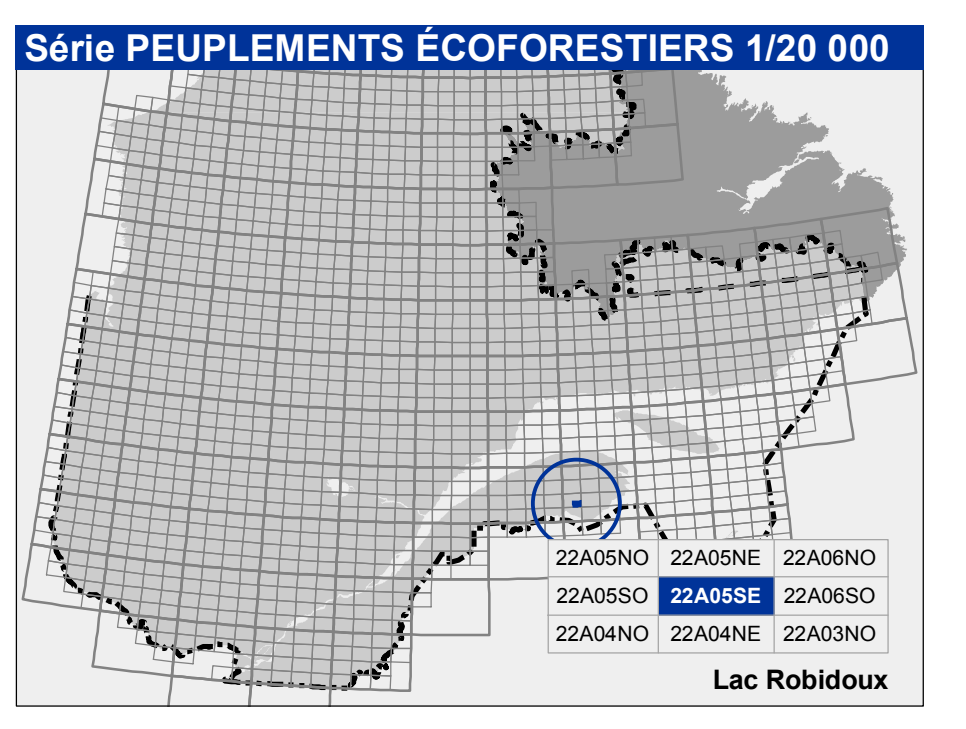 Série PEUPLEMENTS ÉCOFORESTIERS 1/20 000
22A05NO 22A05NE 22A06NO
22A05SO 22A05SE 22A06SO
22A04NO 22A04NE 22A03NO
Lac Robidoux